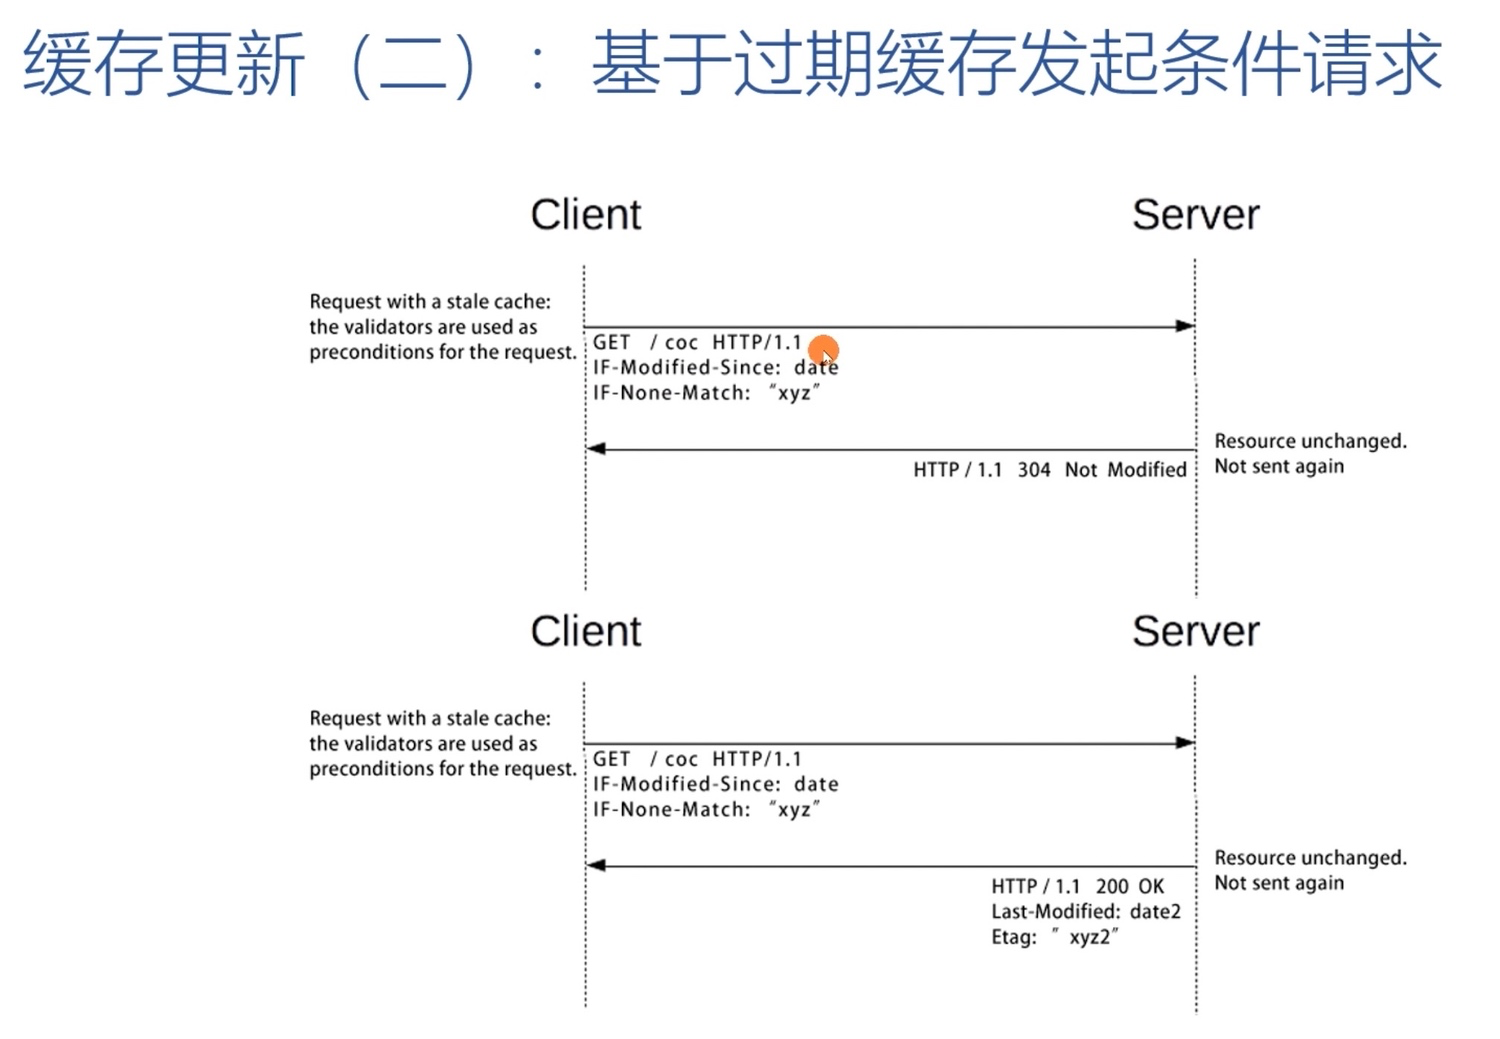 缓存更新（二）：基于过期缓存发起条件请求
Client
Server
Request with a stale cache:
the validators are used as
preconditions for the request.
GET / coc HTTP/1.1
IF-Modified-Since: date
IF-None-Match: "xyz"
HTTP / 1.1 304 Not Modified
Resource unchanged.
Not sent again
Client
Server
Request with a stale cache:
the validators are used as
preconditions for the request.
GET / coc HTTP/1.1
IF-Modified-Since: date
IF-None-Match: "xyz"
HTTP / 1.1 200 OK
Last-Modified: date2
Etag: " xyz2"
Resource unchanged.
Not sent again